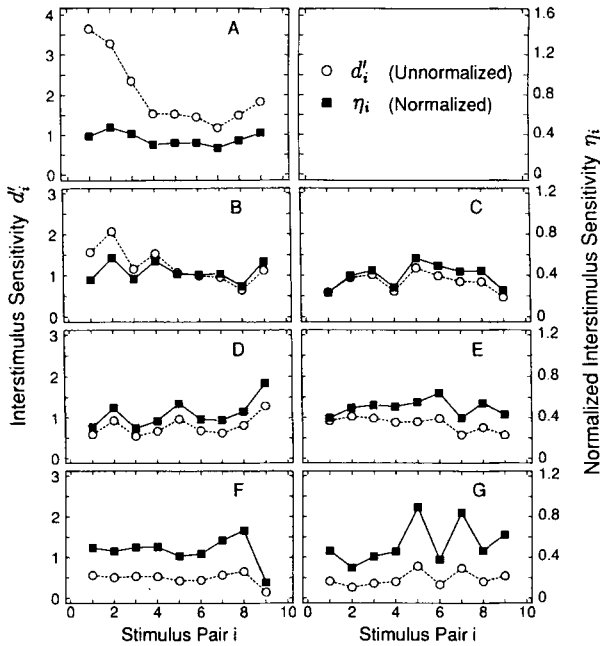 4
3
2
1
0
A
1.6
1.2
0.8
0.4
0
d′i (Unnormalized)
ηi (Normalized)
3
2
1
0
B
C
1.2
0.8
0.4
0
3
2
1
0
D
E
1.2
0.8
0.4
0
3
2
1
0
F
G
1.2
0.8
0.4
0
0 2 4 6 8 10
0 2 4 6 8 10
Stimulus Pair i
Stimulus Pair i
Interstimulus Sensitivity d′i
Normalized Interstimulus Sensitivity ηi